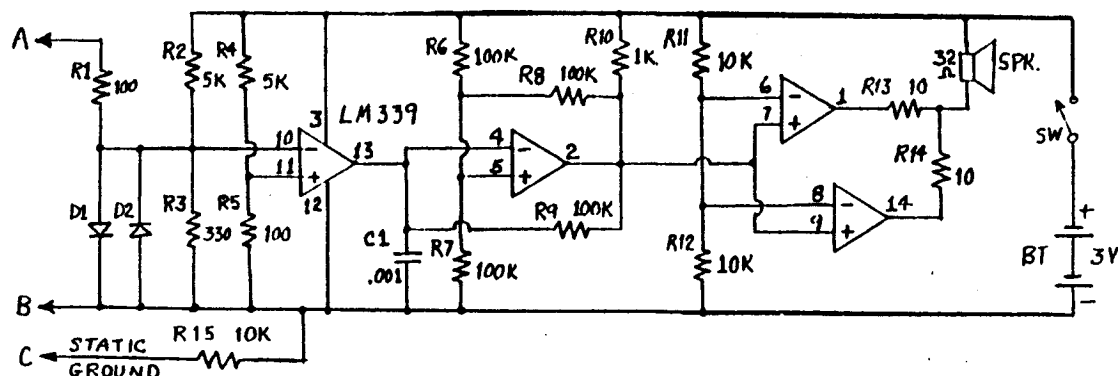 A
R1
100
R2
5K
R4
5K
3
LM339
10
11
12
13
R6
100K
R8
100K
R10
1K
R11
10K
4
5
2
R9
100K
6
7
1
R13
10
32
Ω
SPK.
SW
R14
10
8
9
14
D1
D2
R3
330
R5
100
C1
.001
R7
100K
R12
10K
BT
3V
+
−
B
R15
10K
C
STATIC
GROUND